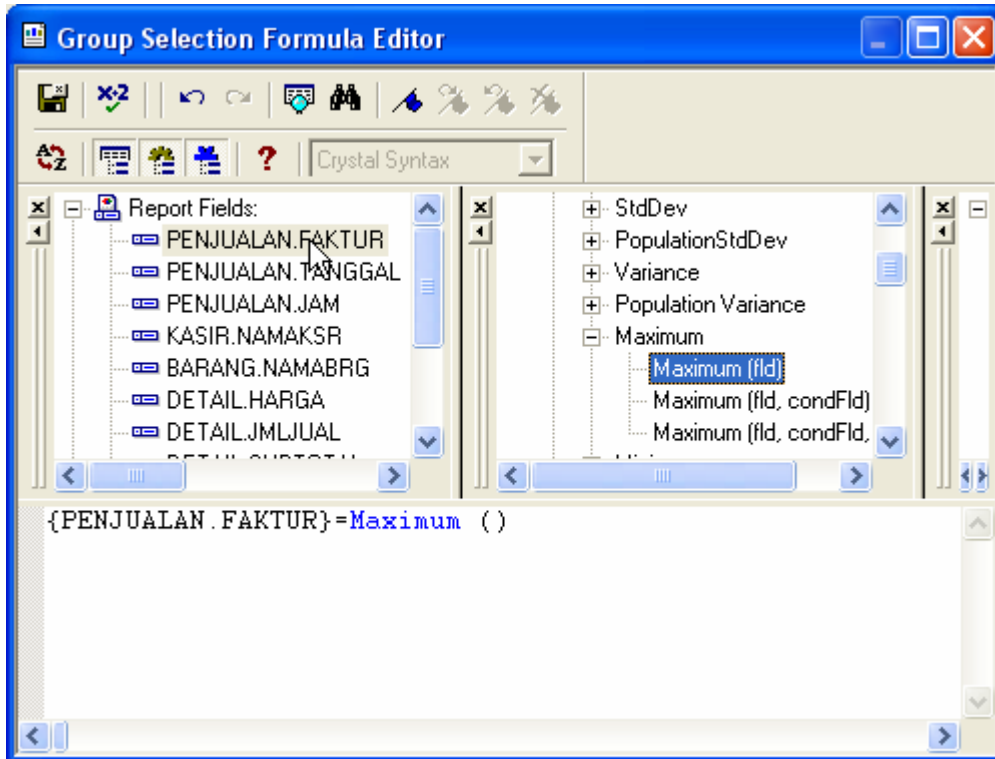 Group Selection Formula Editor
X+2
A
Z
?
Crystal Syntax
Report Fields:
PENJUALAN.FAKTUR
PENJUALAN.TANGGAL
PENJUALAN.JAM
KASIR.NAMAKSR
BARANG.NAMABRG
DETAIL.HARGA
DETAIL.JMLJUAL
StdDev
PopulationStdDev
Variance
Population Variance
Maximum
Maximum (fld)
Maximum (fld, condFld)
Maximum (fld, condFld,
{PENJUALAN.FAKTUR}=Maximum ()